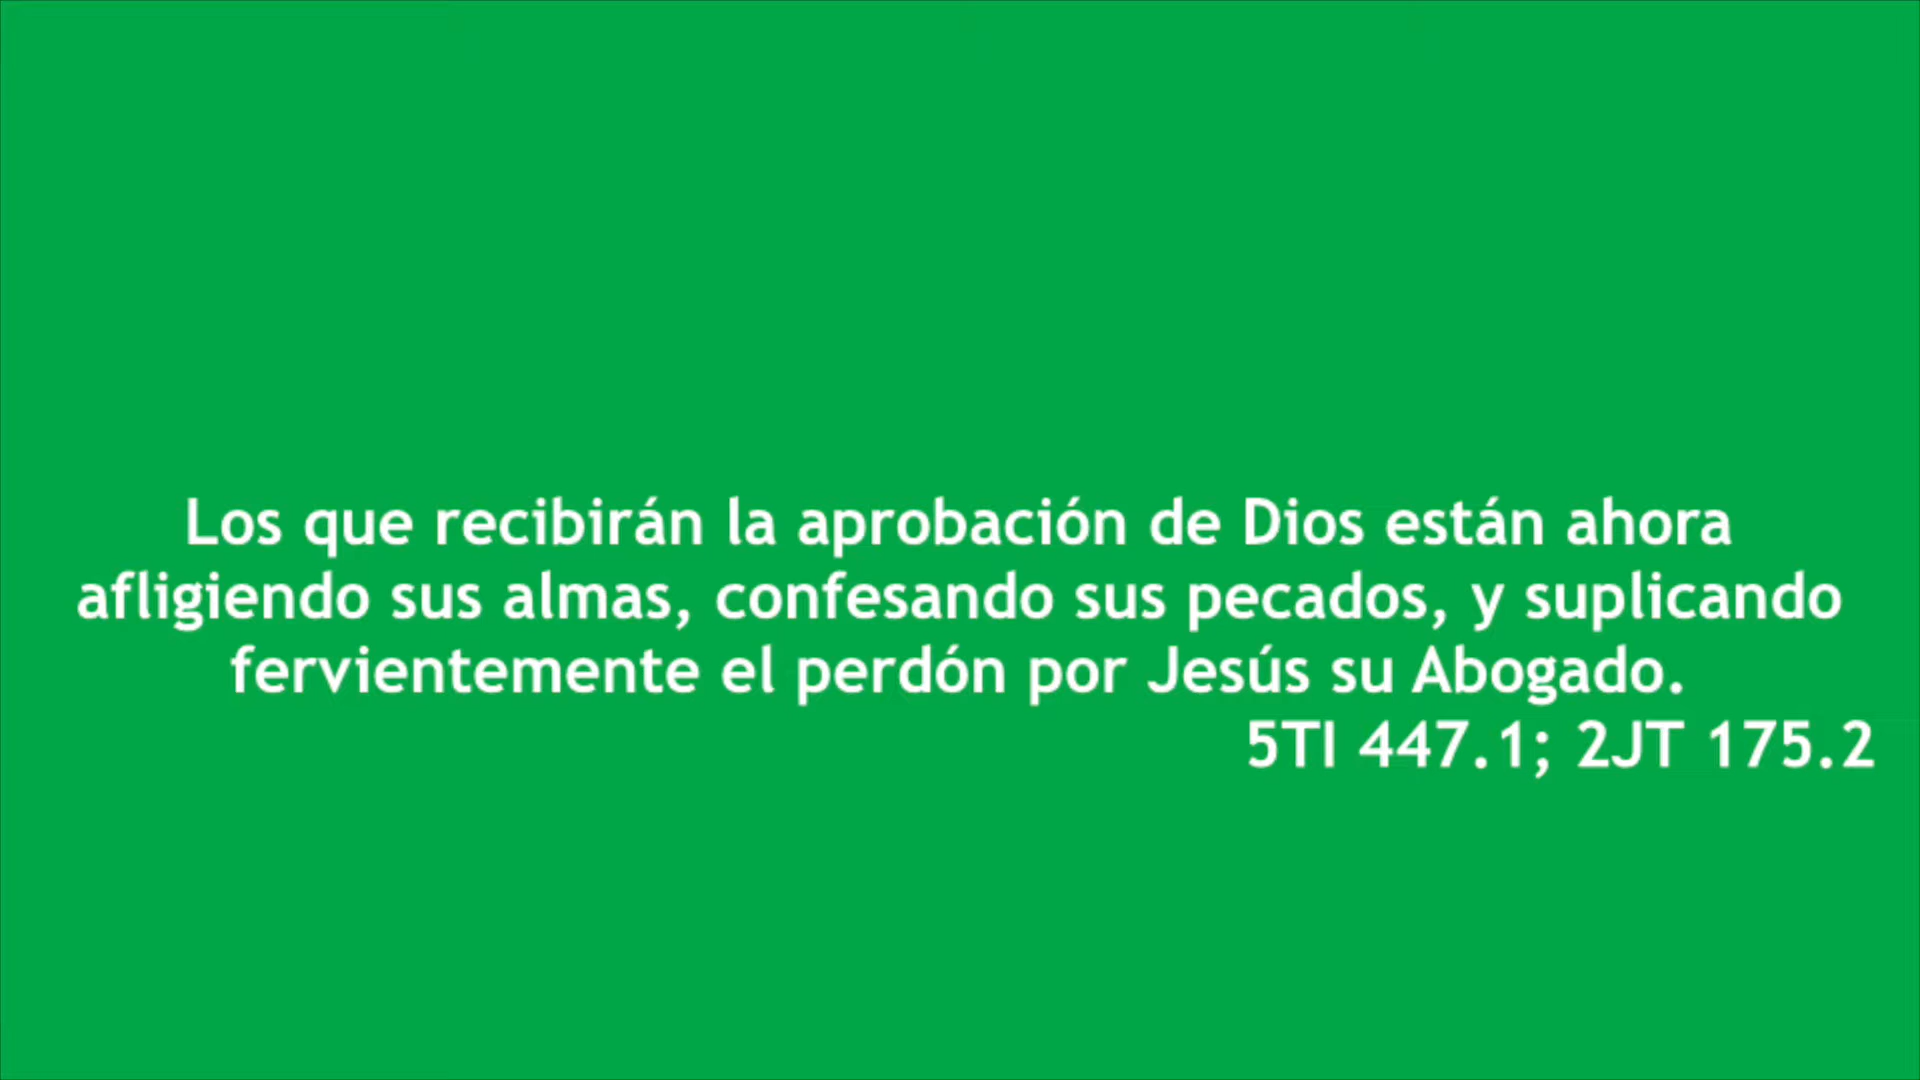 Los que recibirán la aprobación de Dios están ahora
afligiendo sus almas, confesando sus pecados, y suplicando
fervientemente el perdón por Jesús su Abogado.
5TI 447.1; 2JT 175.2